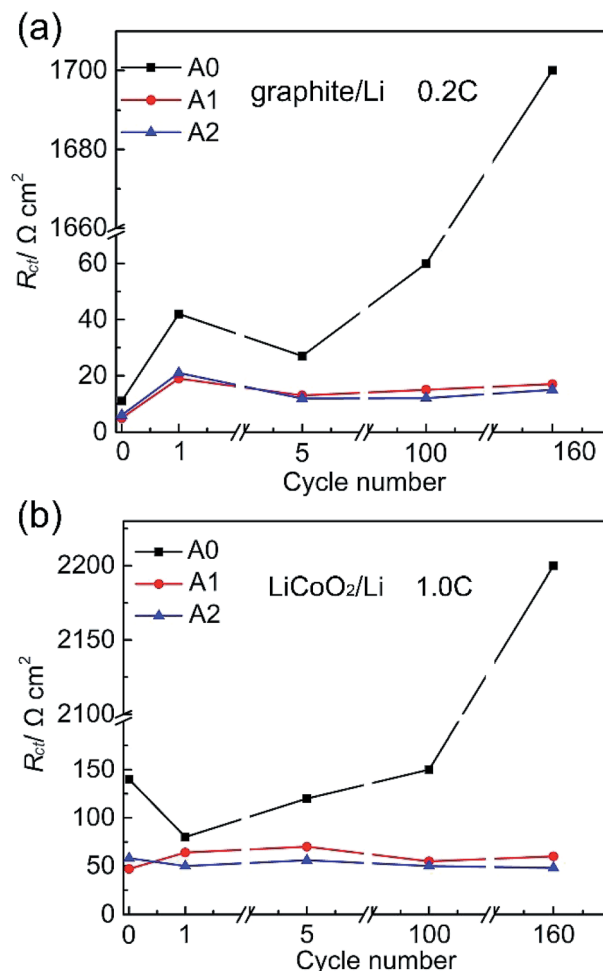 (a)
A0
A1
A2
graphite/Li 0.2C
1700
1680
1660
60
40
20
0
R_ct/ Ω cm²
0 1 5 100 160
Cycle number
(b)
A0
A1
A2
LiCoO₂/Li 1.0C
2200
2150
2100
150
100
50
0
R_ct/ Ω cm²
0 1 5 100 160
Cycle number